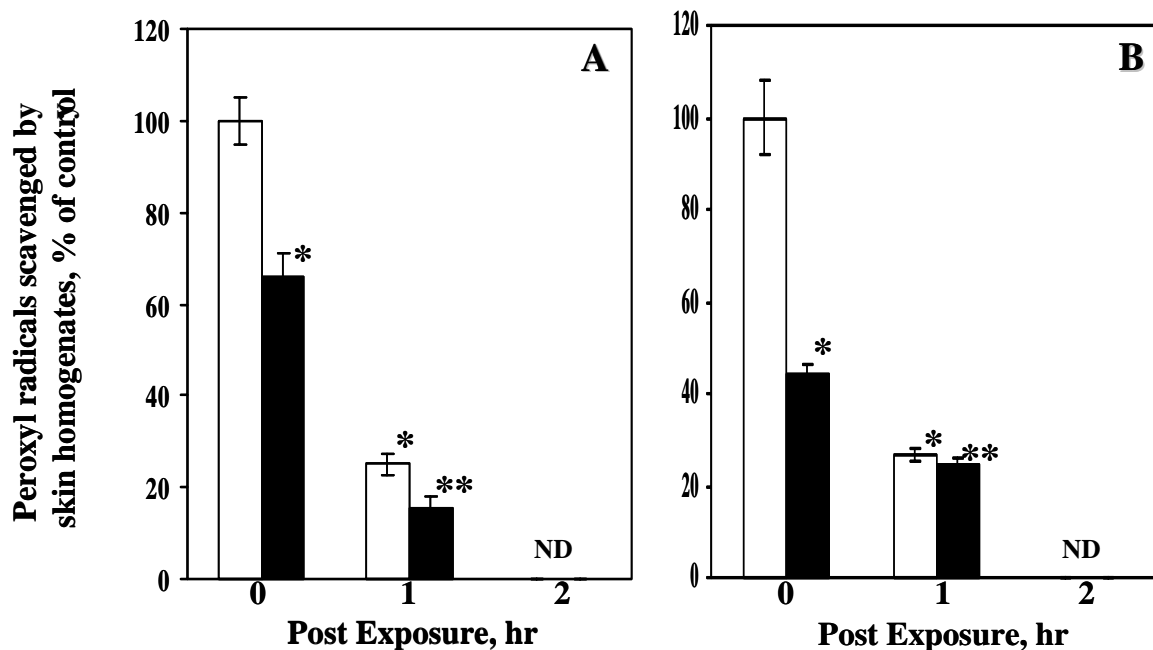 Peroxyl radicals scavenged by
skin homogenates, % of contryol
120
100
80
60
40
20
0
A
*
*
**
ND
0 1 2
Post Exposure, hr
120
100
80
60
40
20
0
B
*
*
**
ND
0 1 2
Post Exposure, hr